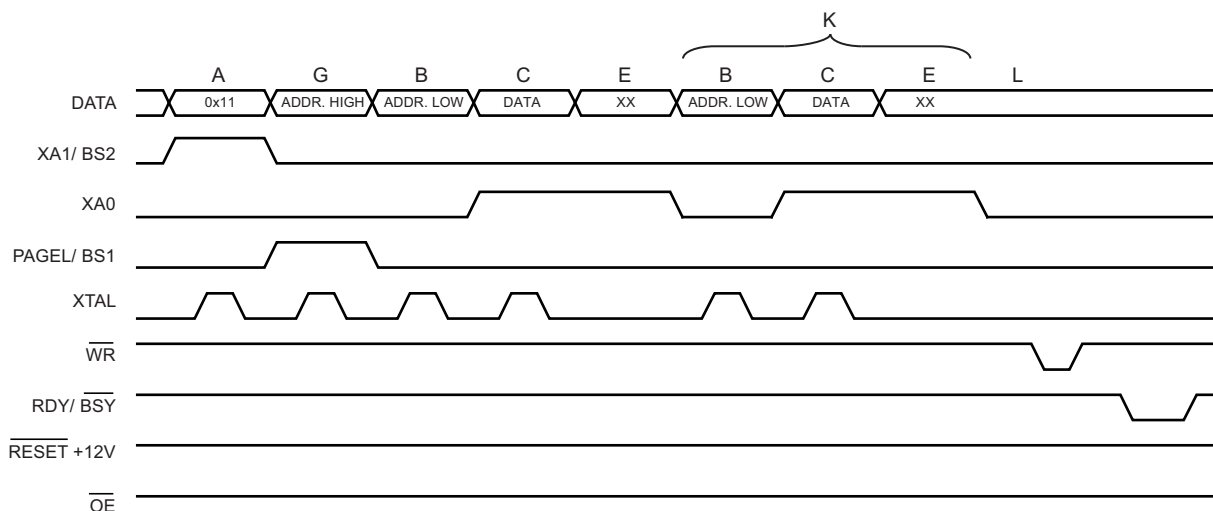 K
A G B C E B C E L
DATA 0x11 ADDR. HIGH ADDR. LOW DATA XX ADDR. LOW DATA XX
XA1/ BS2
XA0
PAGEL/ BS1
XTAL
WR
RDY/ BSY
RESET +12V
OE